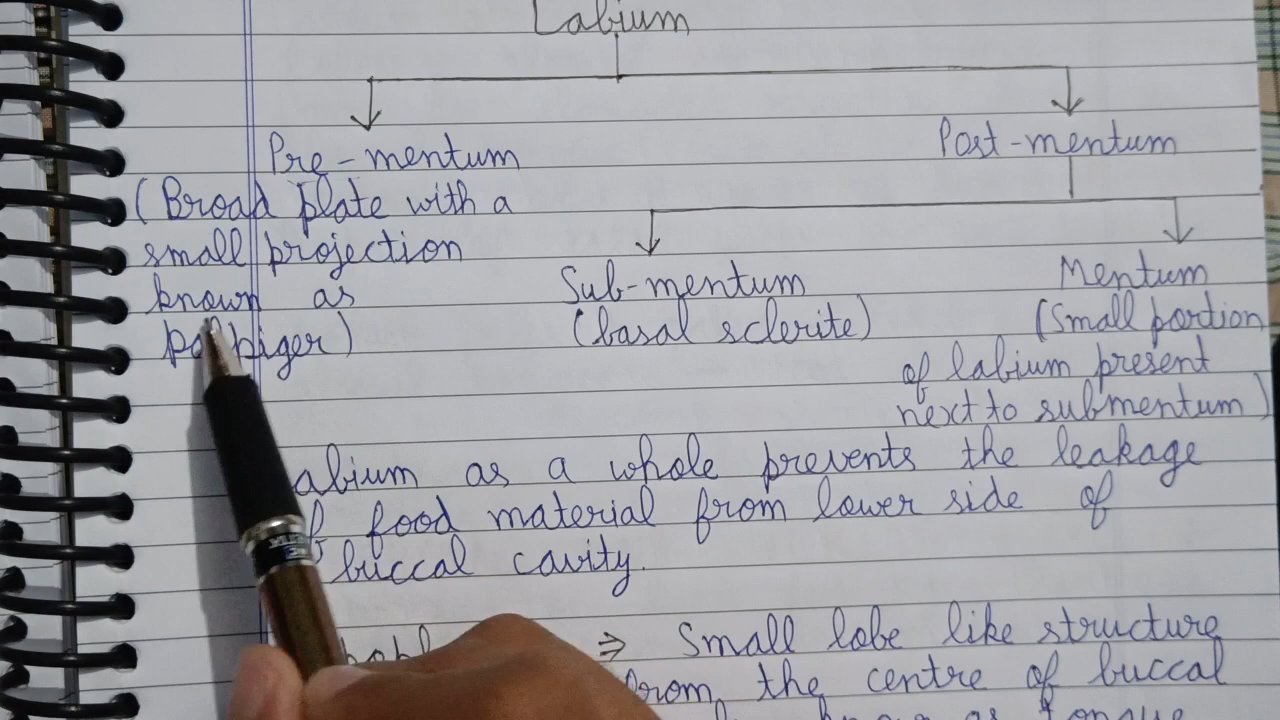 Labium
Pre-mentum
Post-mentum
(Broad plate with a
small projection
known as
Sub-mentum
(basal sclerite)
Mentum
(Small portion
of labium present
next to submentum)
as a whole prevents the leakage
food material from lower side of
buccal cavity.
⇒ Small lobe like structure
from the centre of buccal
as tongue